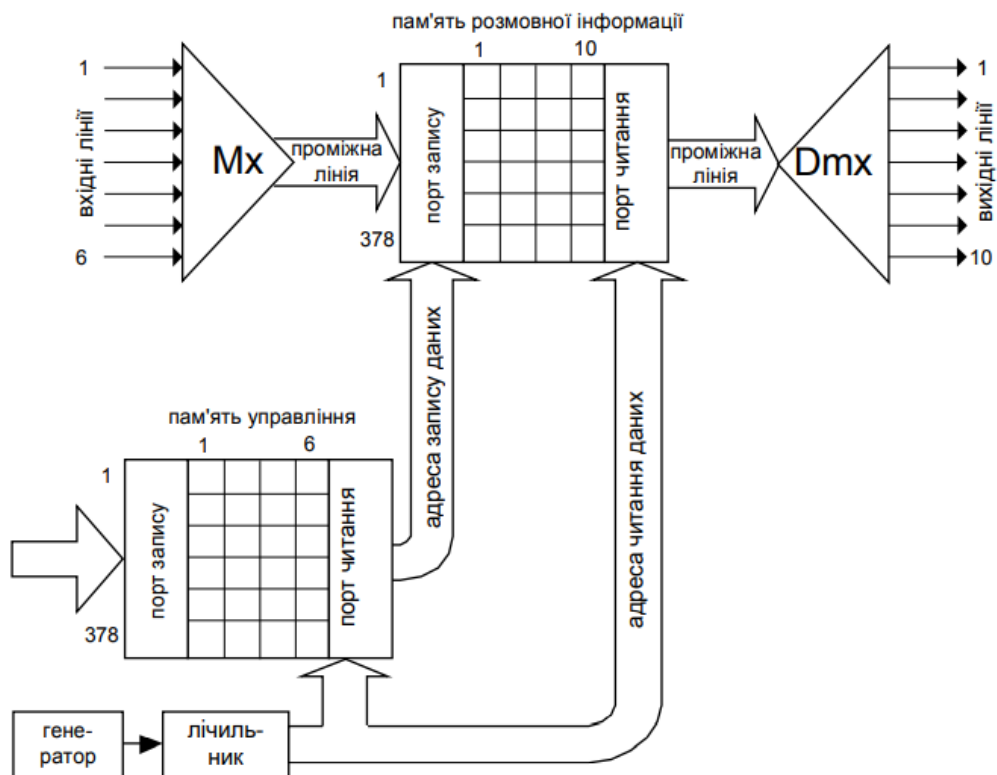 пам'ять розмовної інформації
1 10
1
378
1
6
вхідні лінії
Mx
проміжна
лінія
порт запису
порт читання
проміжна
лінія
Dmx
1
10
вихідні лінії
адреса запису даних
адреса читання даних
пам'ять управління
1 6
1
378
порт запису
порт читання
гене-
ратор
лічиль-
ник